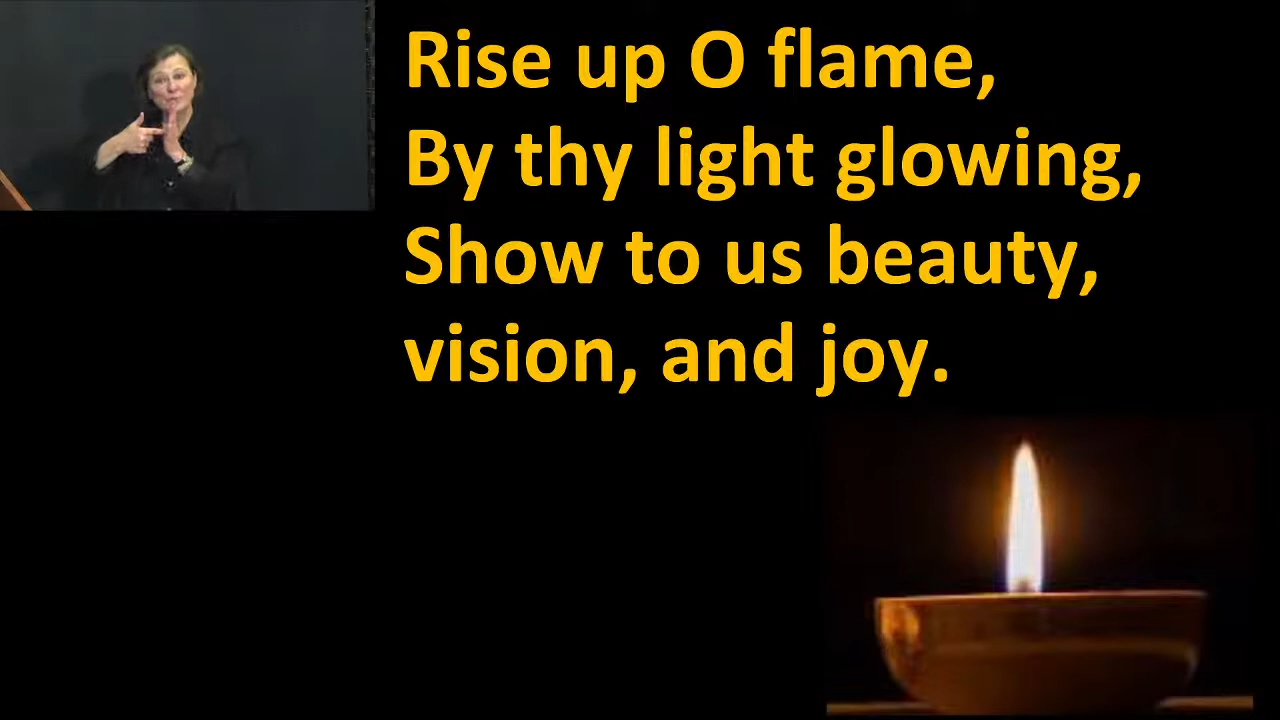 Rise up O flame,
By thy light glowing,
Show to us beauty,
vision, and joy.